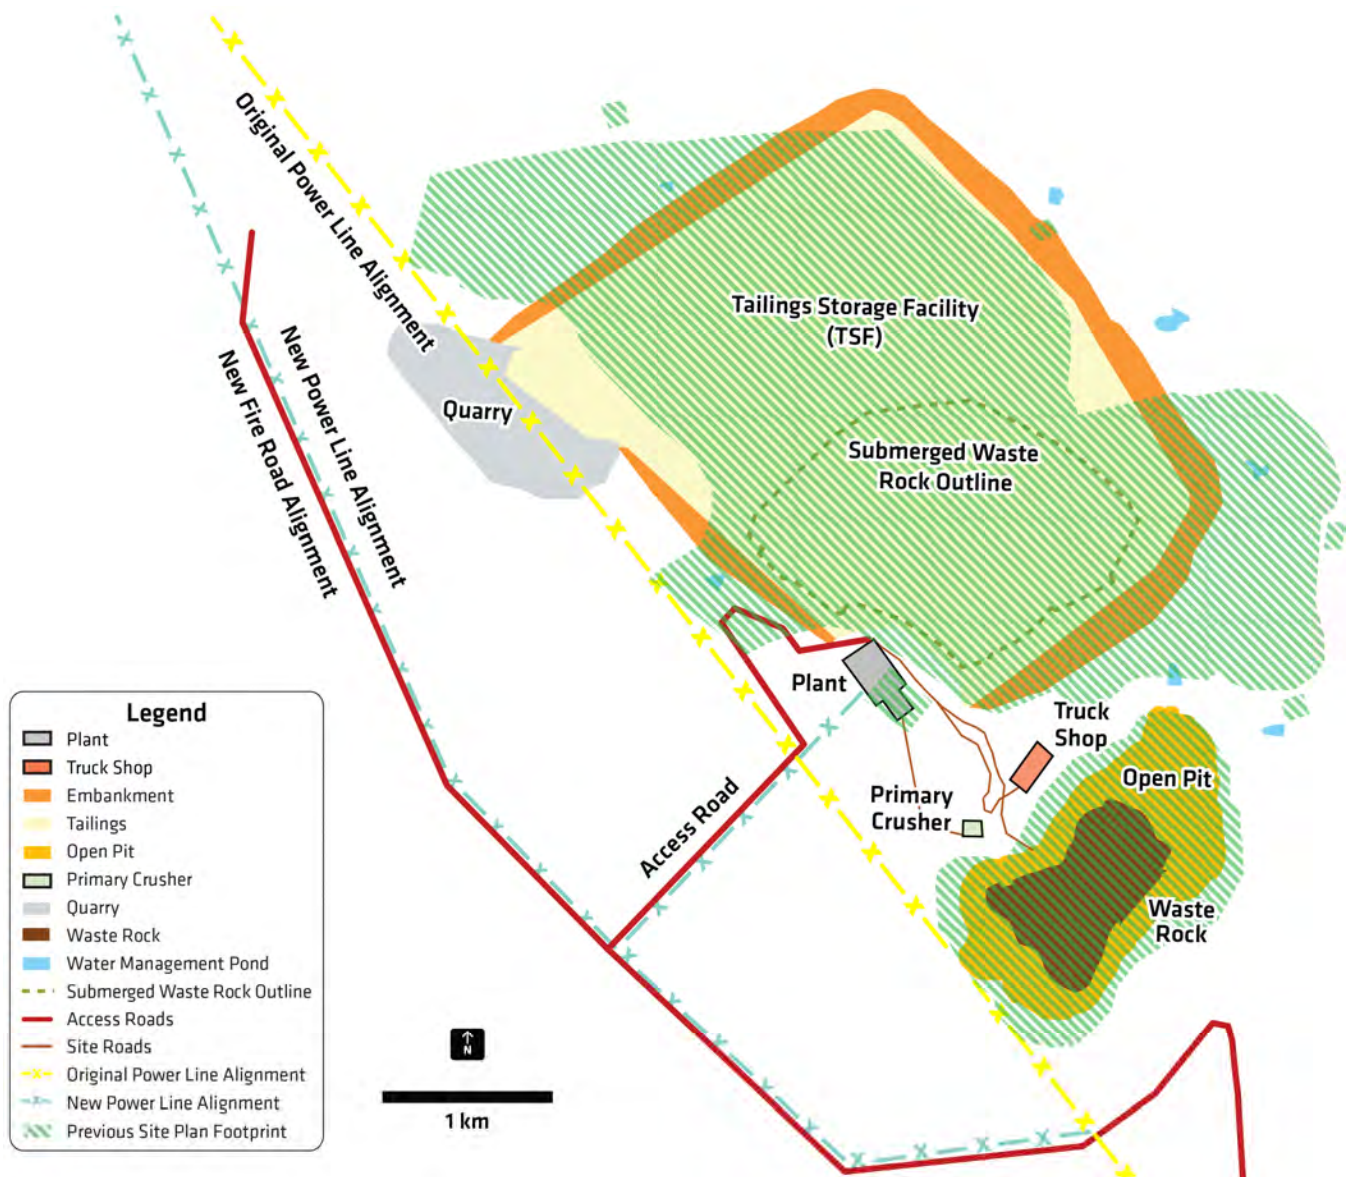 Original Power Line Alignment
Tailings Storage Facility
(TSF)
New Power Line Alignment
New Fire Road Alignment
Quarry
Submerged Waste
Rock Outline
Plant
Truck
Shop
Open Pit
Primary
Crusher
Access Road
Waste
Rock
Legend
Plant
Truck Shop
Embankment
Tailings
Open Pit
Primary Crusher
Quarry
Waste Rock
Water Management Pond
Submerged Waste Rock Outline
Access Roads
Site Roads
Original Power Line Alignment
New Power Line Alignment
Previous Site Plan Footprint
N
1 km